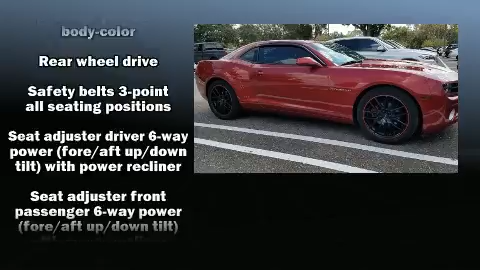 body-color
Rear wheel drive
Safety belts 3-point
all seating positions
Seat adjuster driver 6-way
power (fore/aft up/down
tilt) with power recliner
Seat adjuster front
passenger 6-way power
(fore/aft up/down tilt)